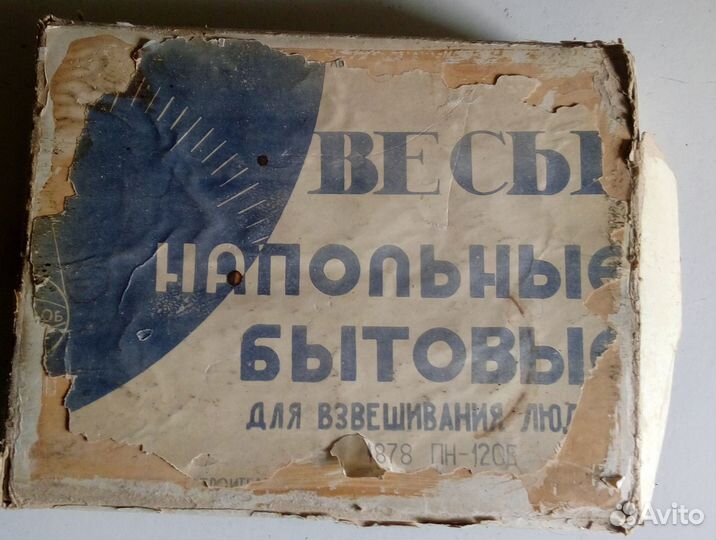 ВЕСЫ
НАПОЛЬНЫЕ
БЫТОВЫЕ
ДЛЯ ВЗВЕШИВАНИЯ ЛЮД
878 ПН-120Б
Avito